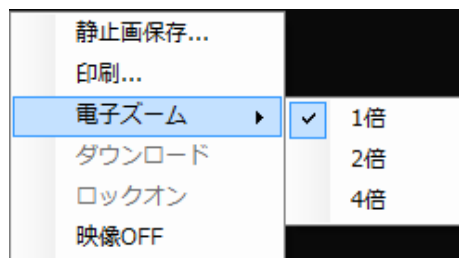 静止画保存...
印刷...
電子ズーム
ダウンロード
ロックオン
映像OFF
1倍
2倍
4倍